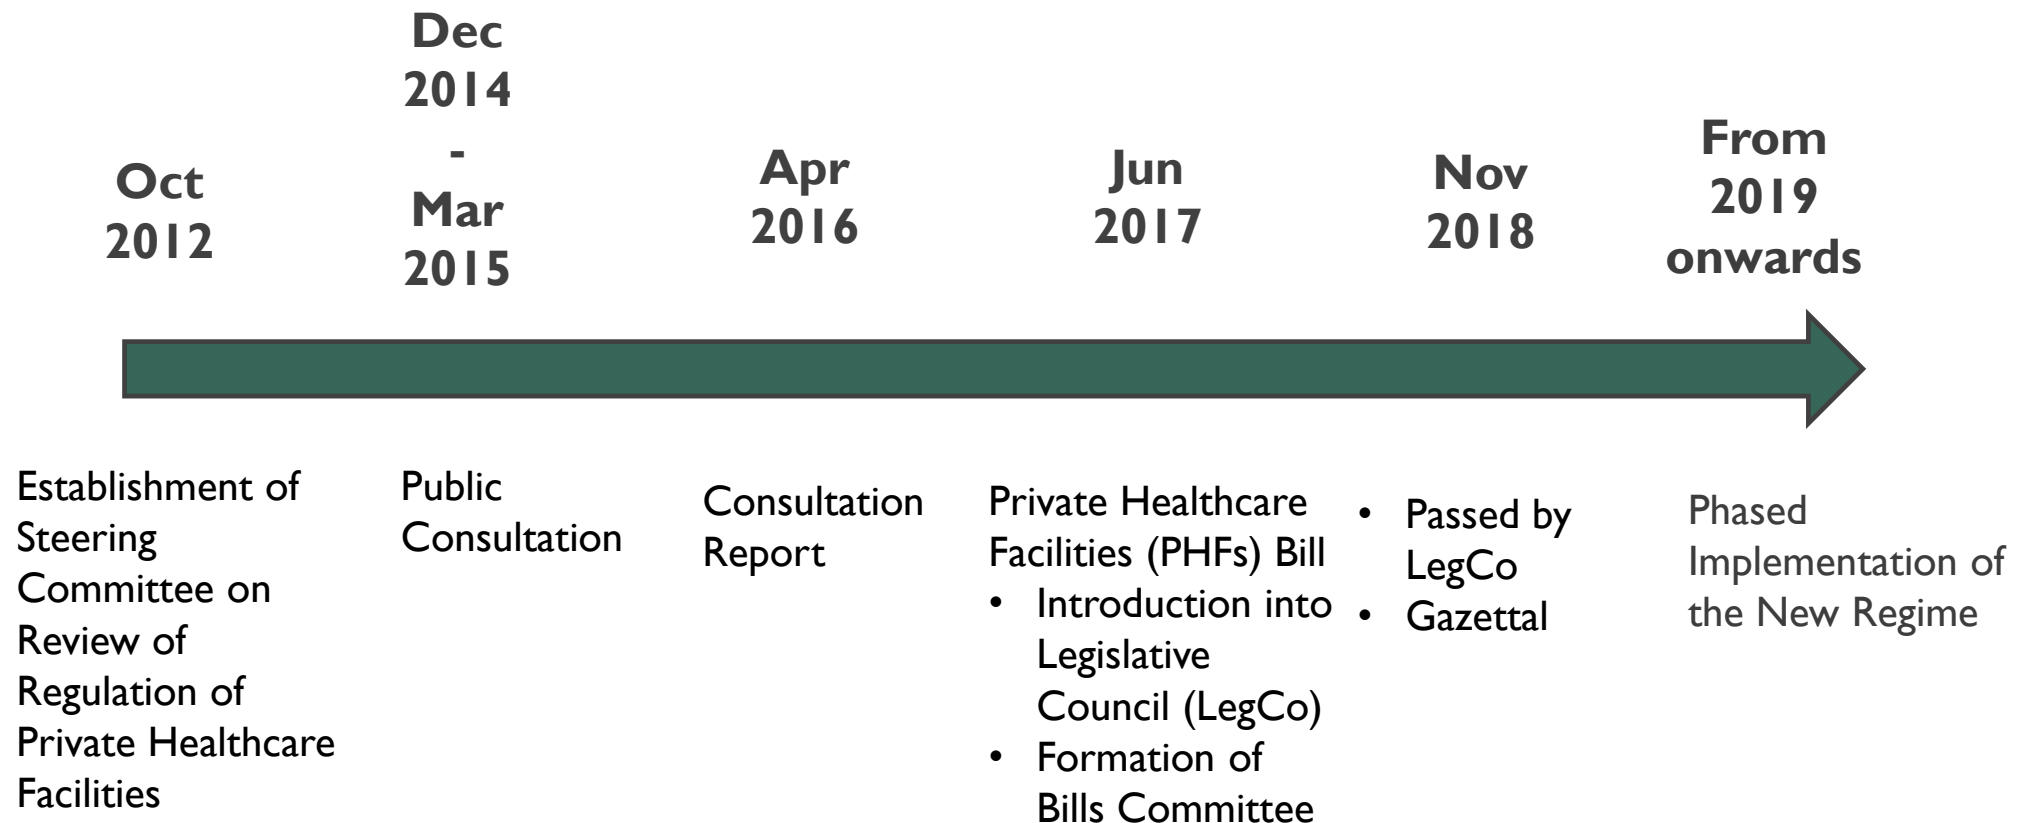 Oct
2012
Dec
2014
-
Mar
2015
Apr
2016
Jun
2017
Nov
2018
From
2019
onwards
Establishment of
Steering
Committee on
Review of
Regulation of
Private Healthcare
Facilities
Public
Consultation
Consultation
Report
Private Healthcare
Facilities (PHFs) Bill
• Introduction into
Legislative
Council (LegCo)
• Formation of
Bills Committee
• Passed by
LegCo
• Gazettal
Phased
Implementation of
the New Regime